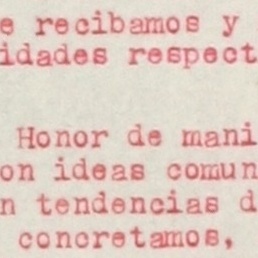 e recibamos y
idades respect
Honor de mani
on ideas comun
n tendencias d
concretamos,